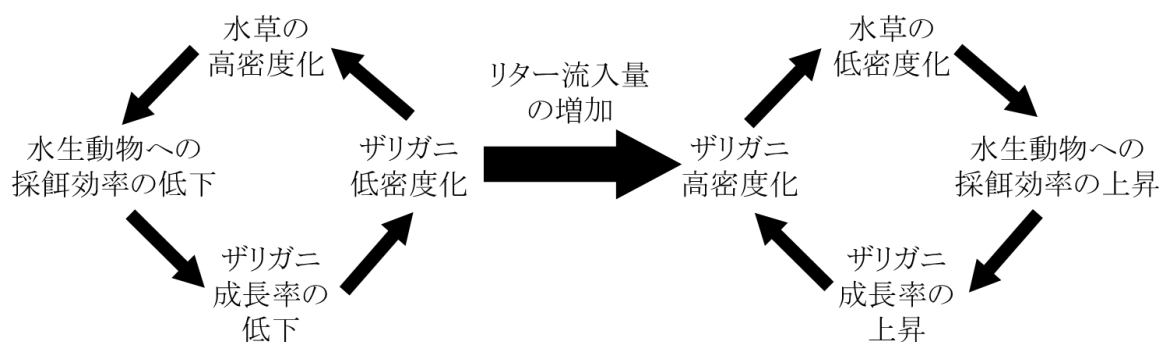 水草の
高密度化
水生動物への
採餌効率の低下
ザリガニ
成長率の
低下
ザリガニ
低密度化
リター流入量
の増加
水草の
低密度化
水生動物への
採餌効率の上昇
ザリガニ
成長率の
上昇
ザリガニ
高密度化